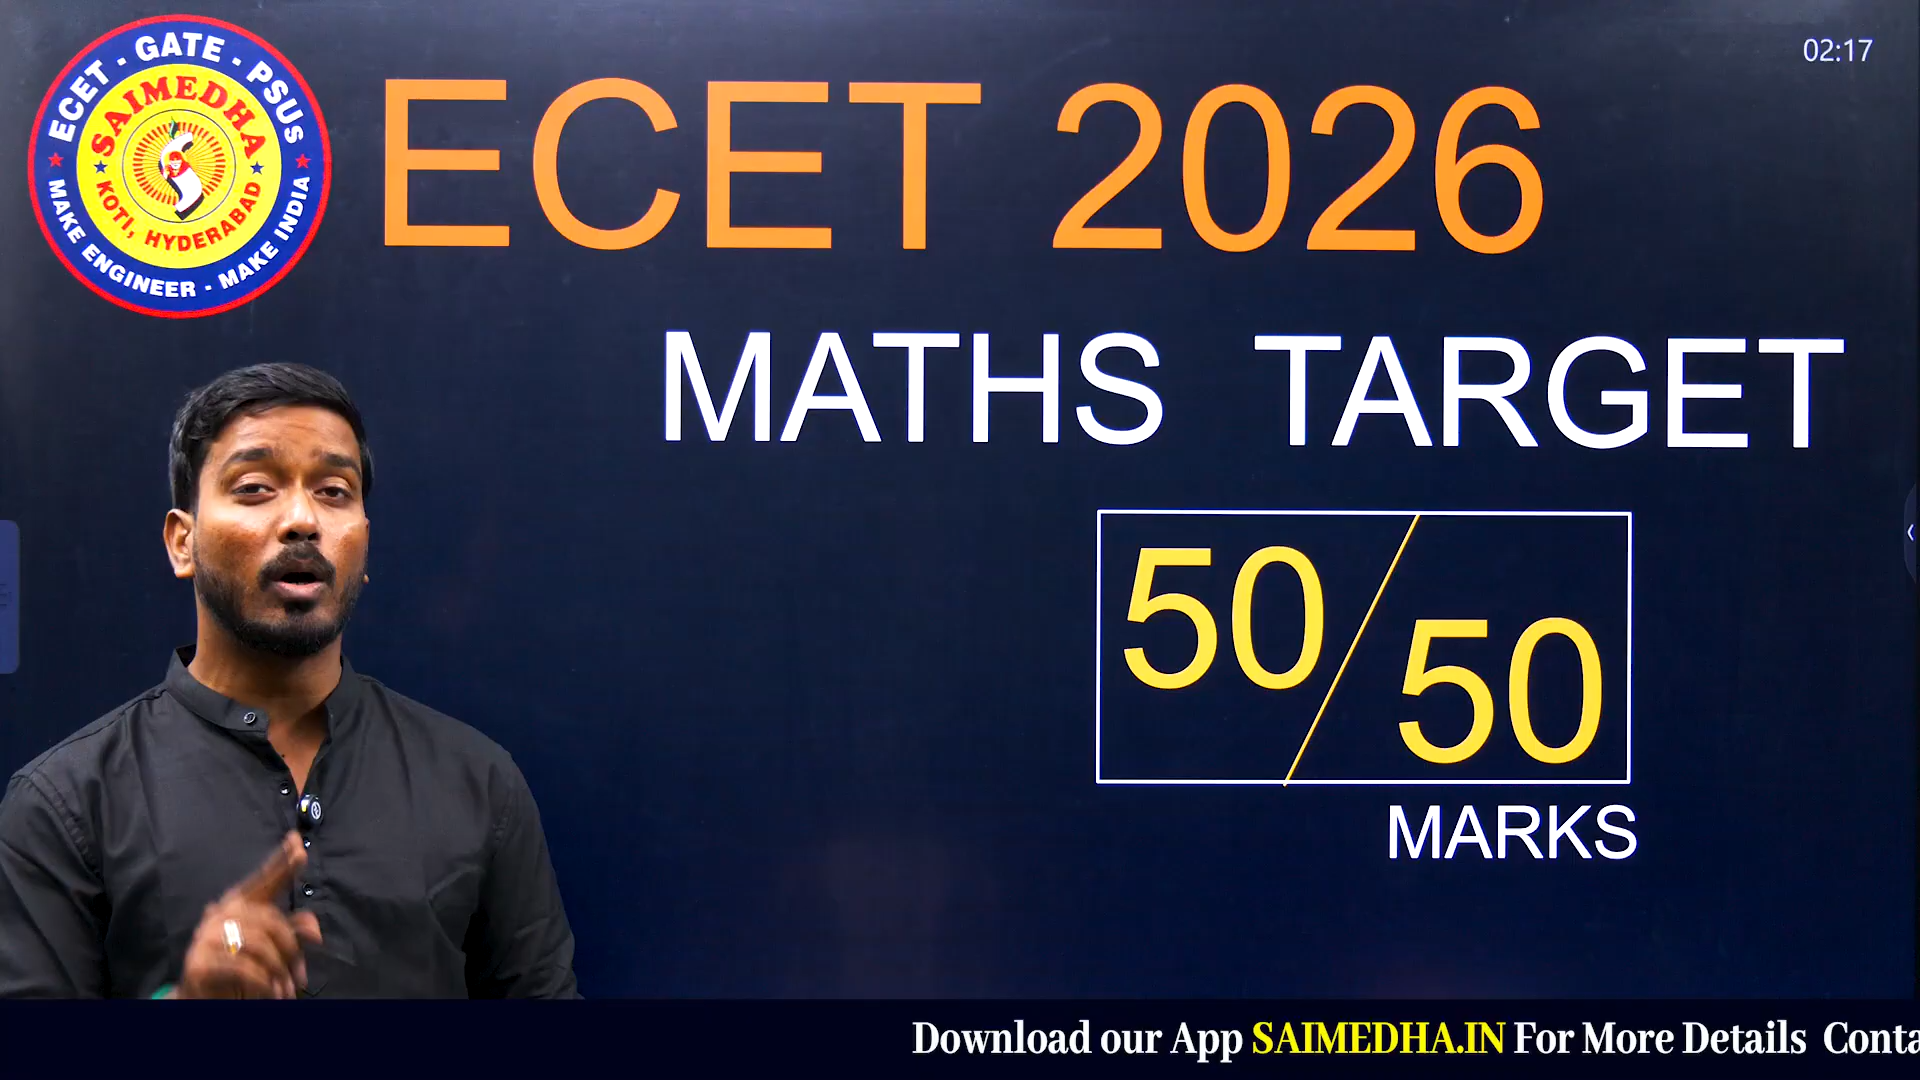 ECET - GATE - PSUS
SAIMEDHA
KOTI, HYDERABAD
MAKE ENGINEER - MAKE INDIA
02:17
ECET 2026
MATHS TARGET
50/50
MARKS
Download our App SAIMEDHA.IN For More Details Conta